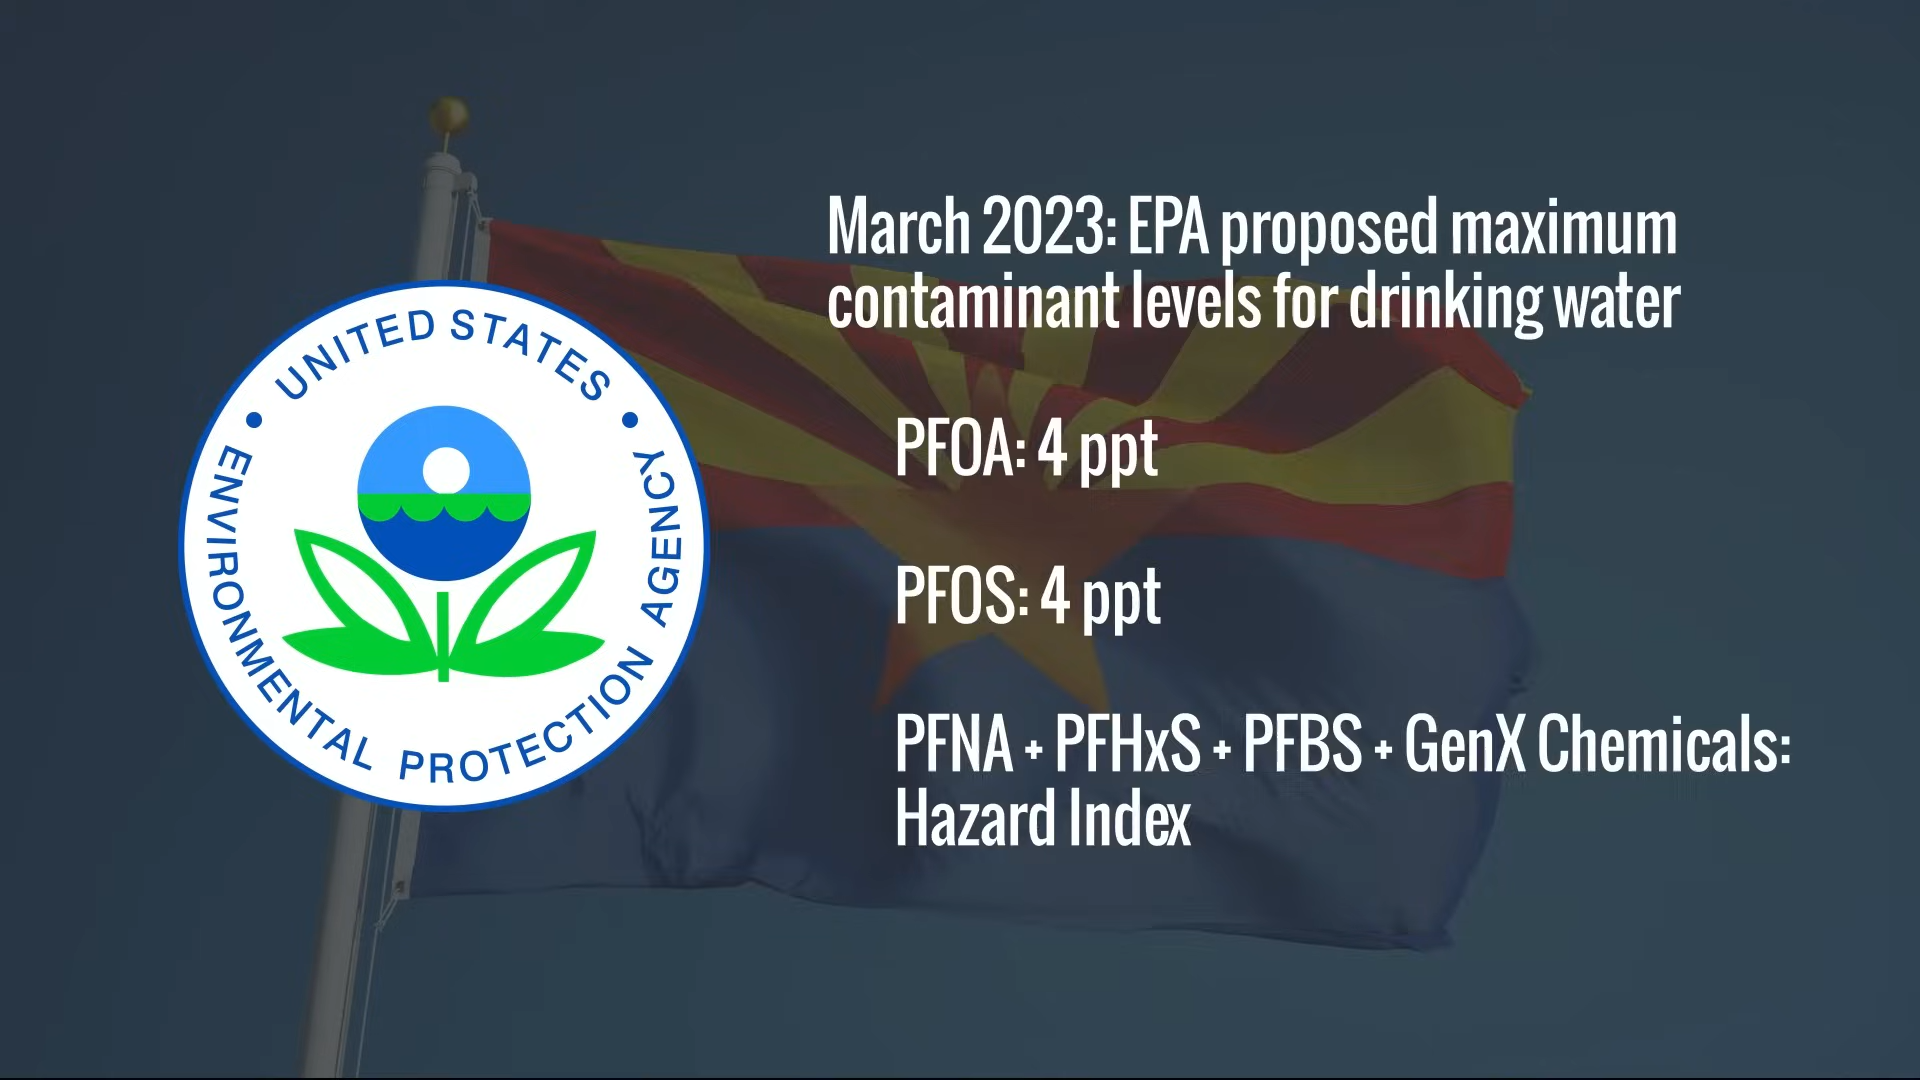 UNITED STATES
ENVIRONMENTAL PROTECTION AGENCY
March 2023: EPA proposed maximum
contaminant levels for drinking water
PFOA: 4 ppt
PFOS: 4 ppt
PFNA + PFHxS + PFBS + GenX Chemicals:
Hazard Index